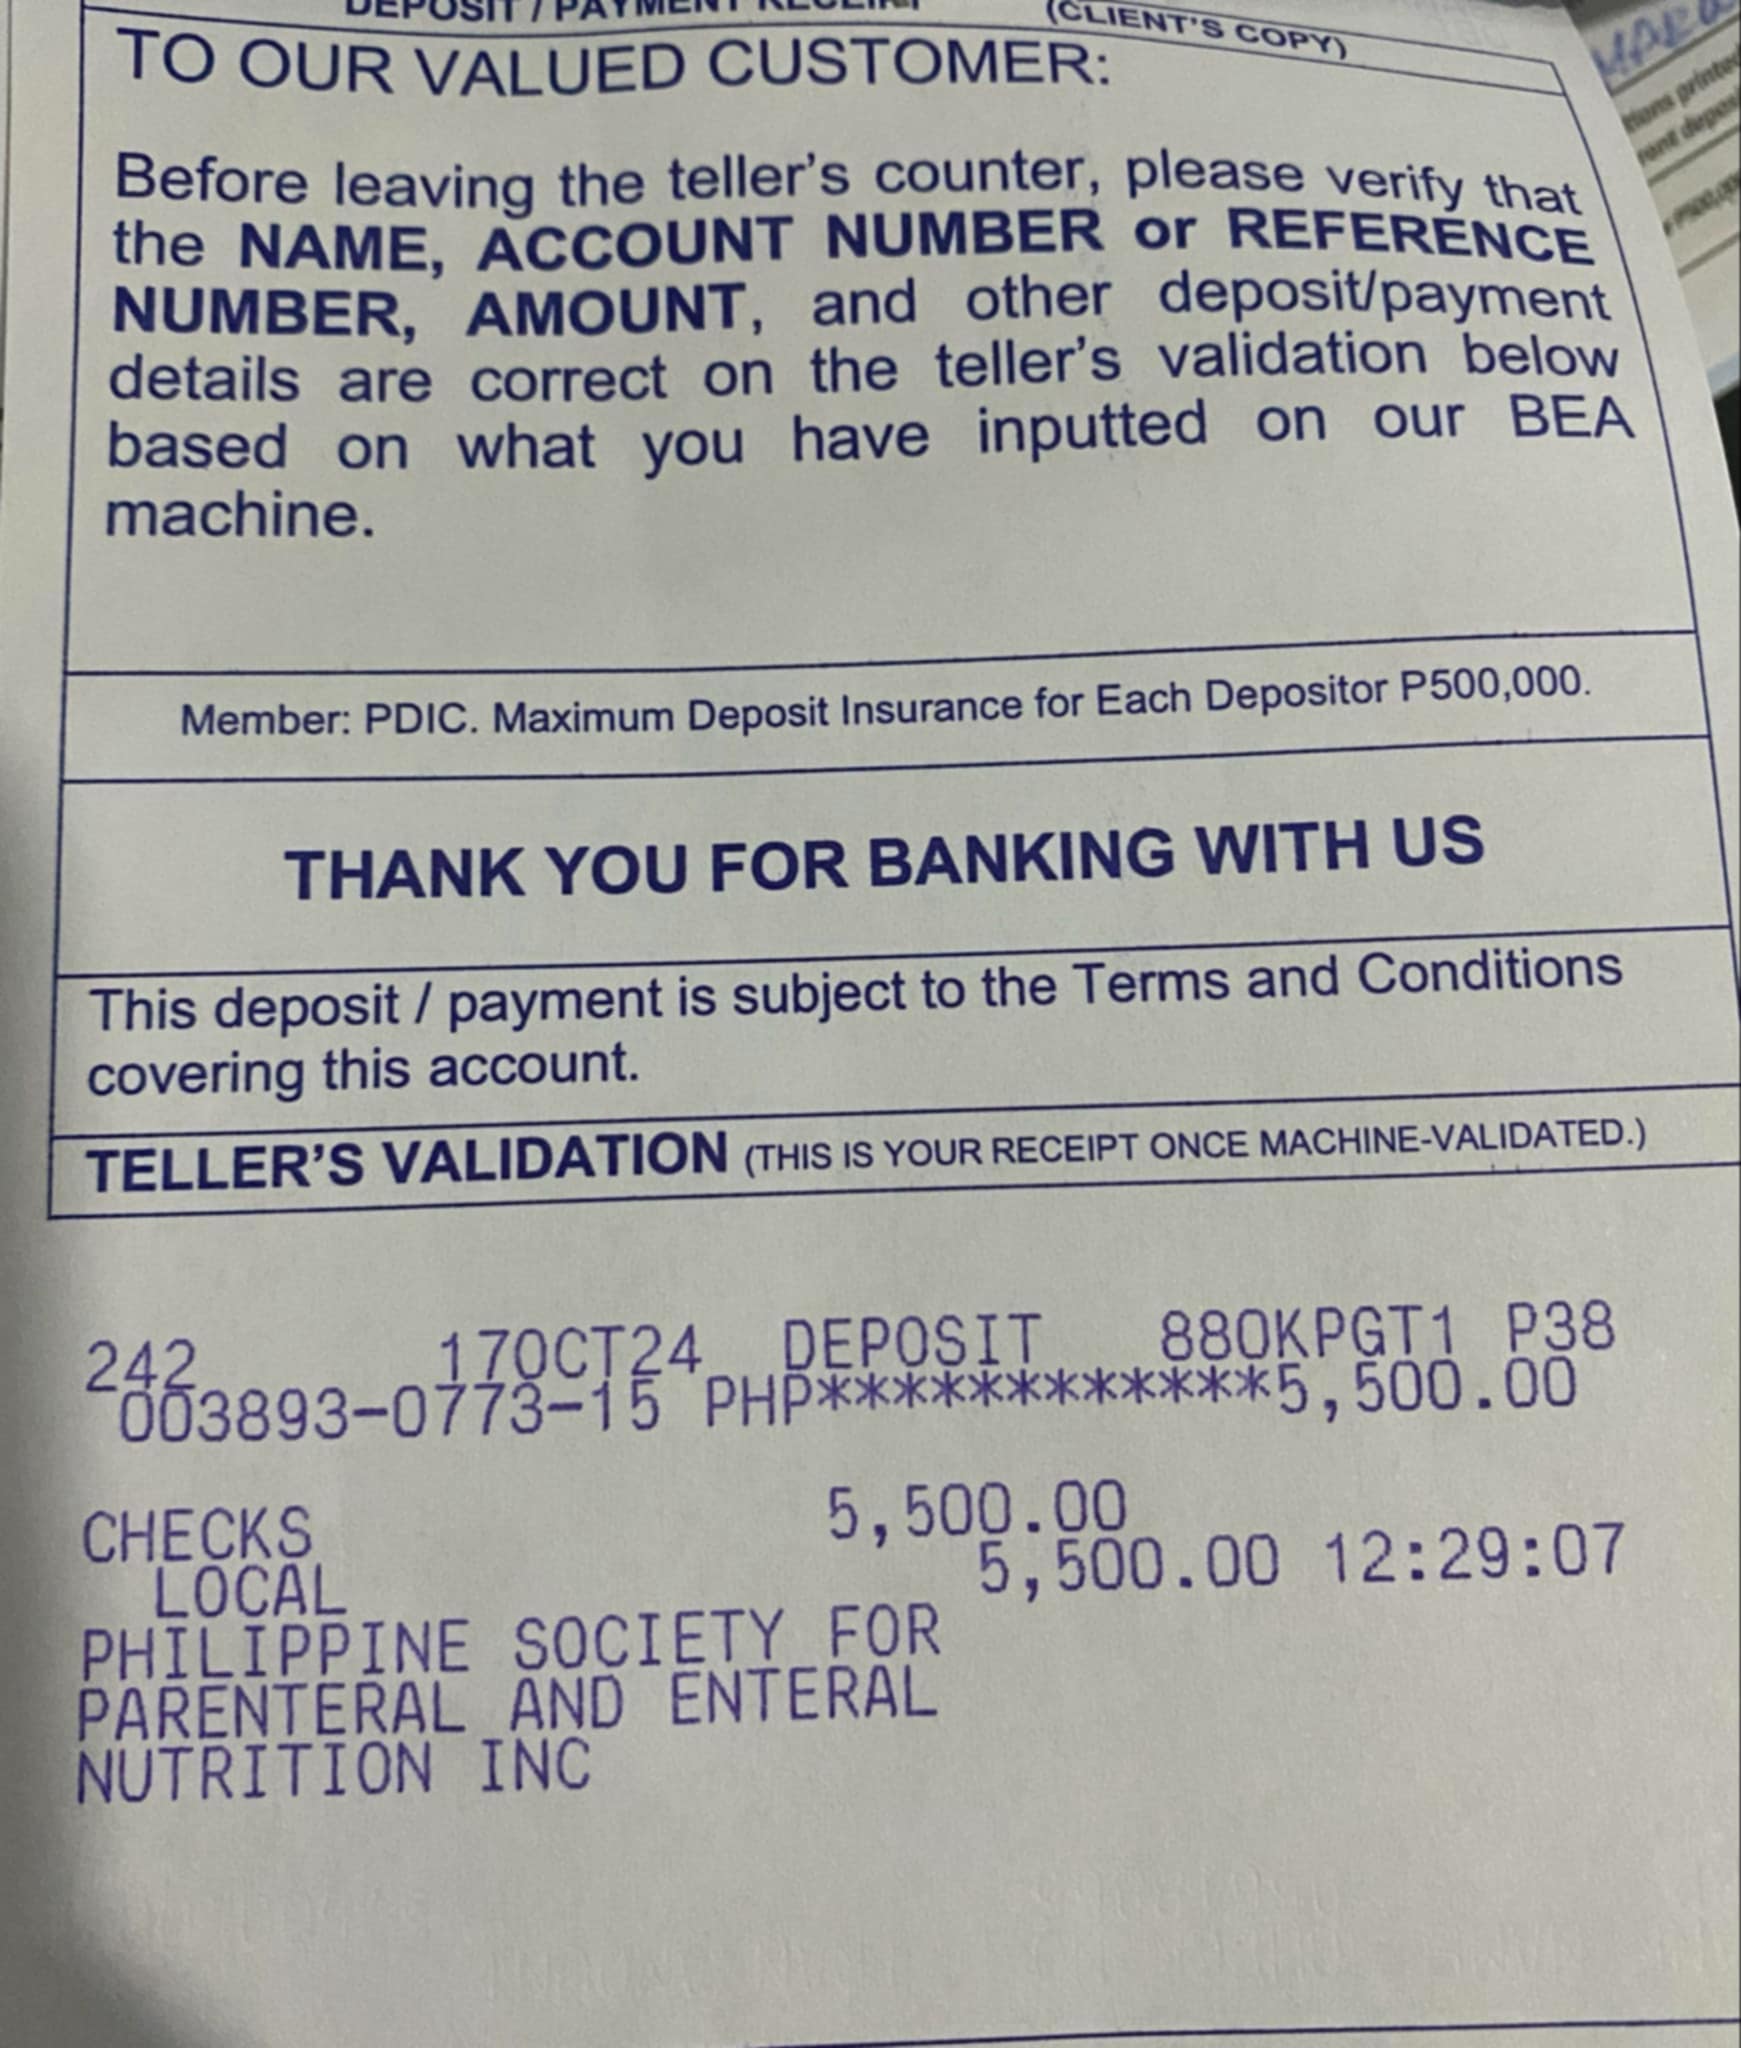 DEPOSIT / PAYMENT RECEIPT (CLIENT'S COPY)
TO OUR VALUED CUSTOMER:
Before leaving the teller's counter, please verify that
the NAME, ACCOUNT NUMBER or REFERENCE
NUMBER, AMOUNT, and other deposit/payment
details are correct on the teller's validation below
based on what you have inputted on our BEA
machine.
Member: PDIC. Maximum Deposit Insurance for Each Depositor P500,000.
THANK YOU FOR BANKING WITH US
This deposit / payment is subject to the Terms and Conditions
covering this account.
TELLER'S VALIDATION (THIS IS YOUR RECEIPT ONCE MACHINE-VALIDATED.)
242 17OCT24 DEPOSIT 880KPGT1 P38
003893-0773-15 PHP************5,500.00
CHECKS 5,500.00
LOCAL 5,500.00 12:29:07
PHILIPPINE SOCIETY FOR
PARENTERAL AND ENTERAL
NUTRITION INC
printed